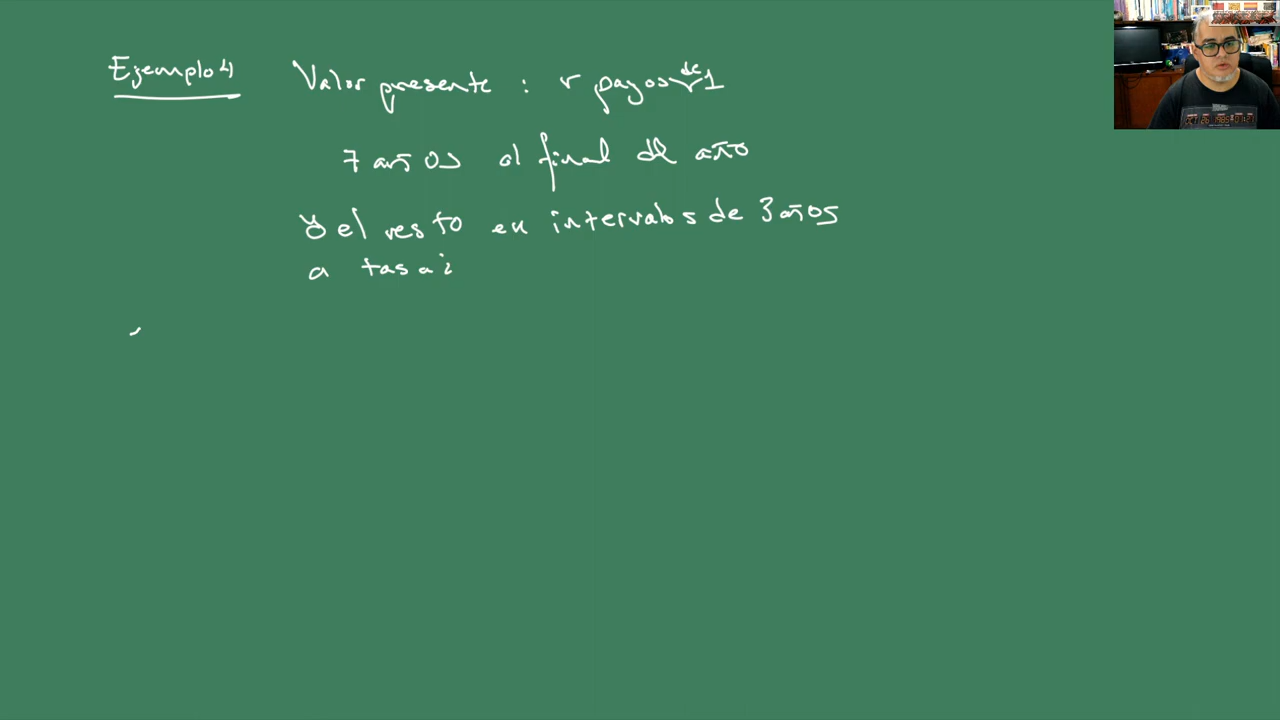 Ejemplo 4 Valor presente : r pagos de 1
7 años al final del año
y el resto en intervalos de 3 años
a tasa i